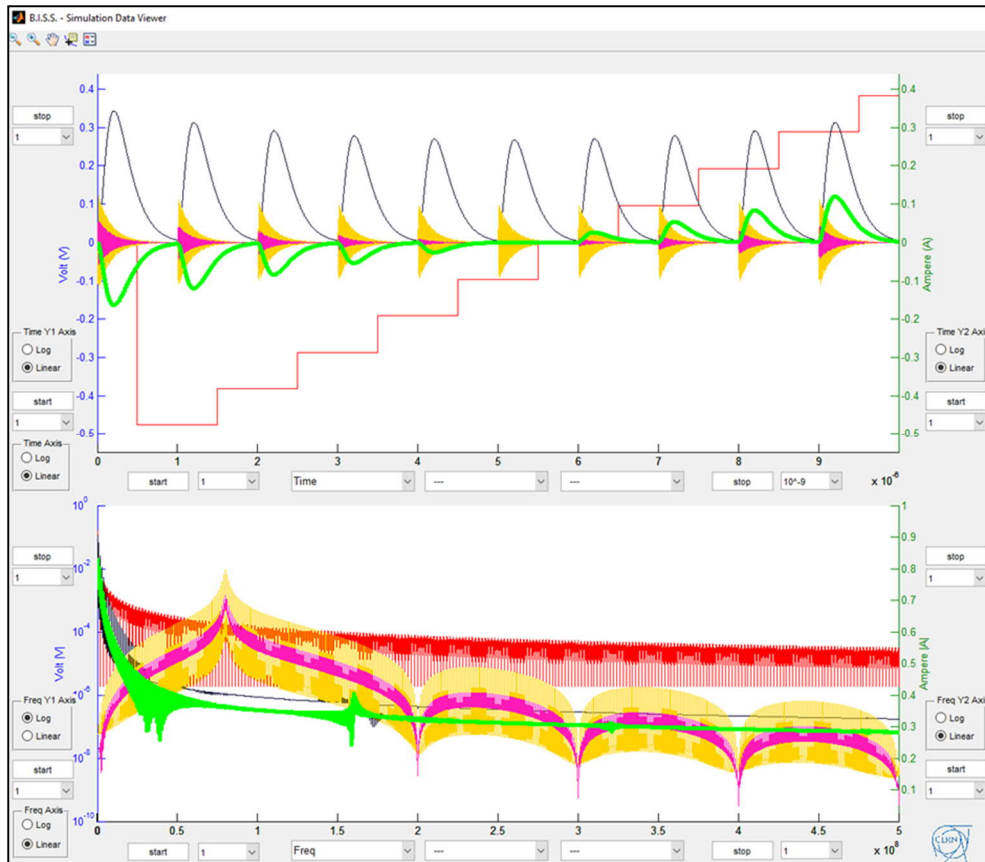 B.I.S.S. - Simulation Data Viewer
0.4
0.3
0.2
0.1
0
-0.1
-0.2
-0.3
-0.4
-0.5
Volt (V)
stop
1
Time Y1 Axis
Log
Linear
start
1
Time Axis
Log
Linear
0.4
0.3
0.2
0.1
0
-0.1
-0.2
-0.3
-0.4
-0.5
Ampere (A)
stop
1
Time Y2 Axis
Log
Linear
start
1
0 1 2 3 4 5 6 7 8 9
start 1 Time --- --- stop 10^-9 x 10^-6
10^0
10^-2
10^-4
10^-6
10^-8
10^-10
Volt (V)
stop
1
Freq Y1 Axis
Log
Linear
start
1
Freq Axis
Log
Linear
1
0.9
0.8
0.7
0.6
0.5
0.4
0.3
0.2
0.1
Ampere (A)
stop
1
Freq Y2 Axis
Log
Linear
start
1
0 0.5 1 1.5 2 2.5 3 3.5 4 4.5 5
start 1 Freq --- --- stop 1 x 10^8
CERN